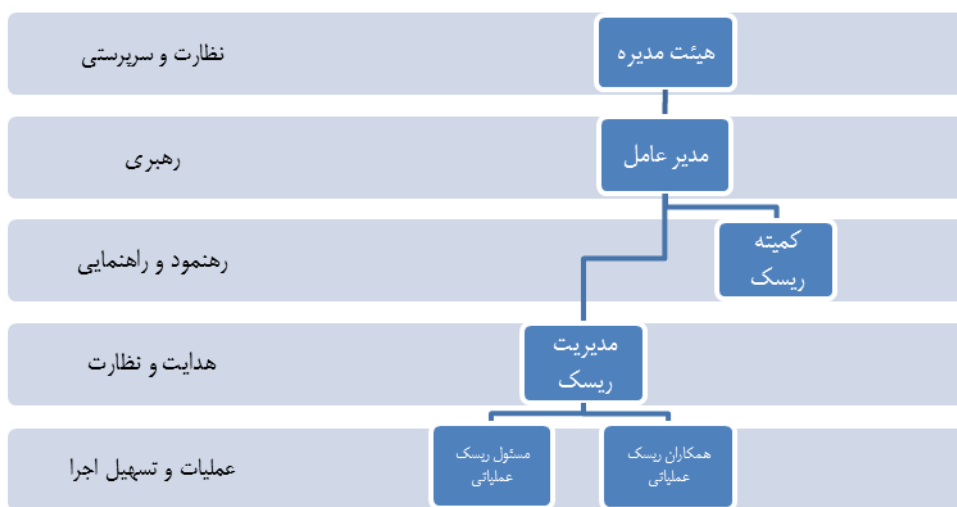 هیئت مدیره
نظارت و سرپرستی
مدیر عامل
رهبری
کمیته
ریسک
رهنمود و راهنمایی
مدیریت
ریسک
هدایت و نظارت
همکاران ریسک
عملیاتی
مسئول ریسک
عملیاتی
عملیات و تسهیل اجرا